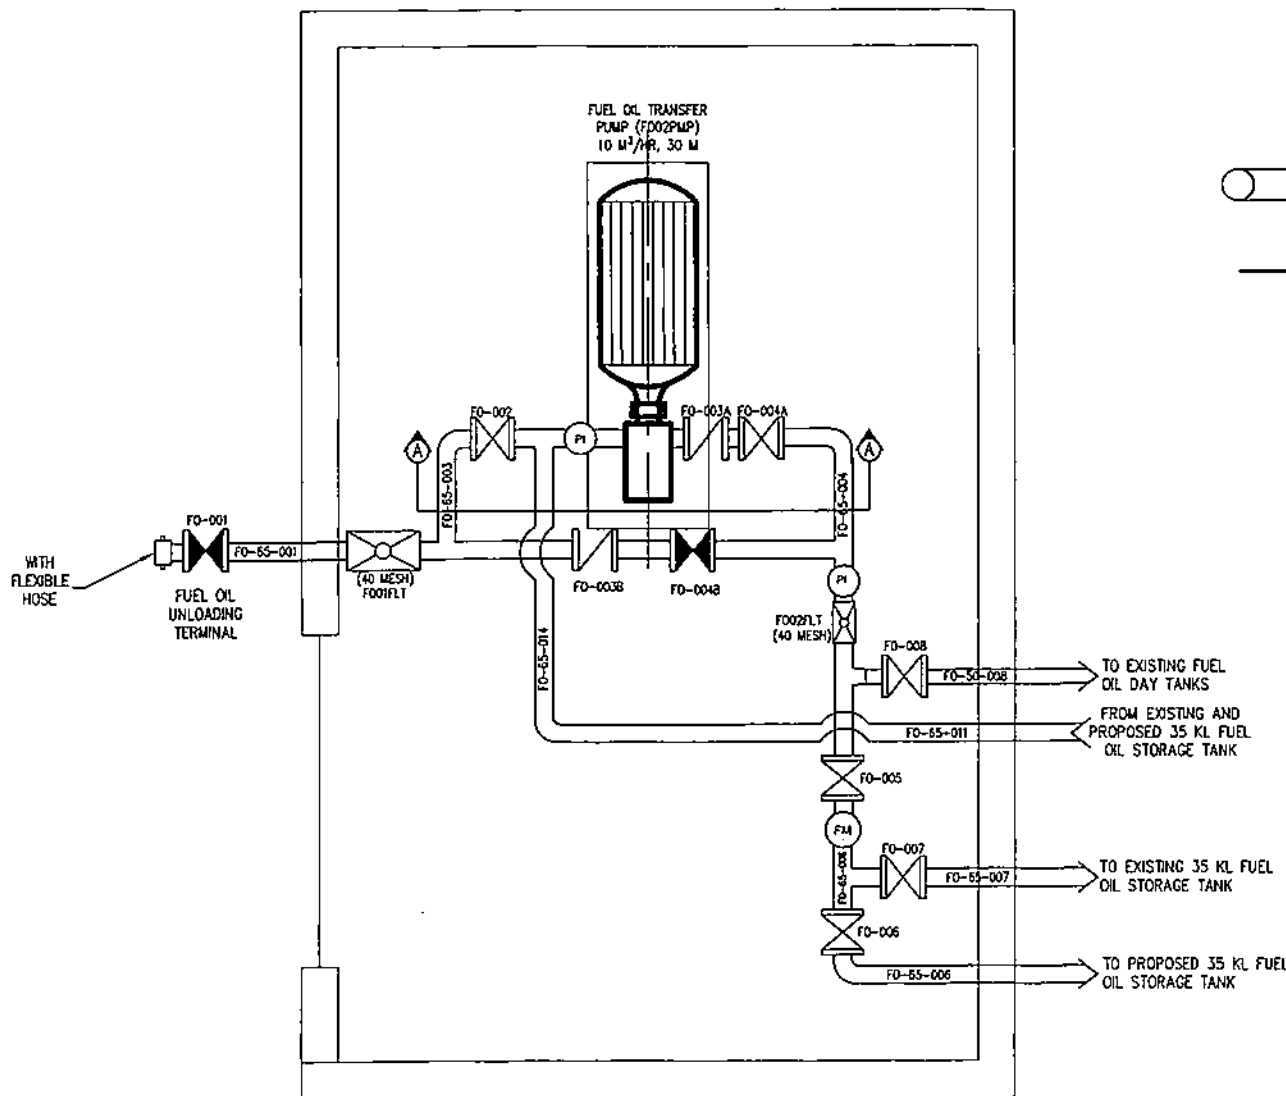 FUEL OIL TRANSFER
PUMP (FO02PMP)
10 M³/HR, 30 M
FO-002
FO-003A
FO-004A
PI
A
A
FO-65-003
FO-65-004
FO-001
FO-65-001
WITH
FLEXIBLE
HOSE
FUEL OIL
UNLOADING
TERMINAL
(40 MESH)
FO01FLT
FO-003B
FO-004B
PI
FO02FLT
(40 MESH)
FO-65-014
FO-008
FO-50-008
TO EXISTING FUEL
OIL DAY TANKS
FROM EXISTING AND
PROPOSED 35 KL FUEL
OIL STORAGE TANK
FO-65-011
FO-005
FM
FO-65-006
FO-007
FO-65-007
TO EXISTING 35 KL FUEL
OIL STORAGE TANK
FO-006
FO-65-006
TO PROPOSED 35 KL FUEL
OIL STORAGE TANK